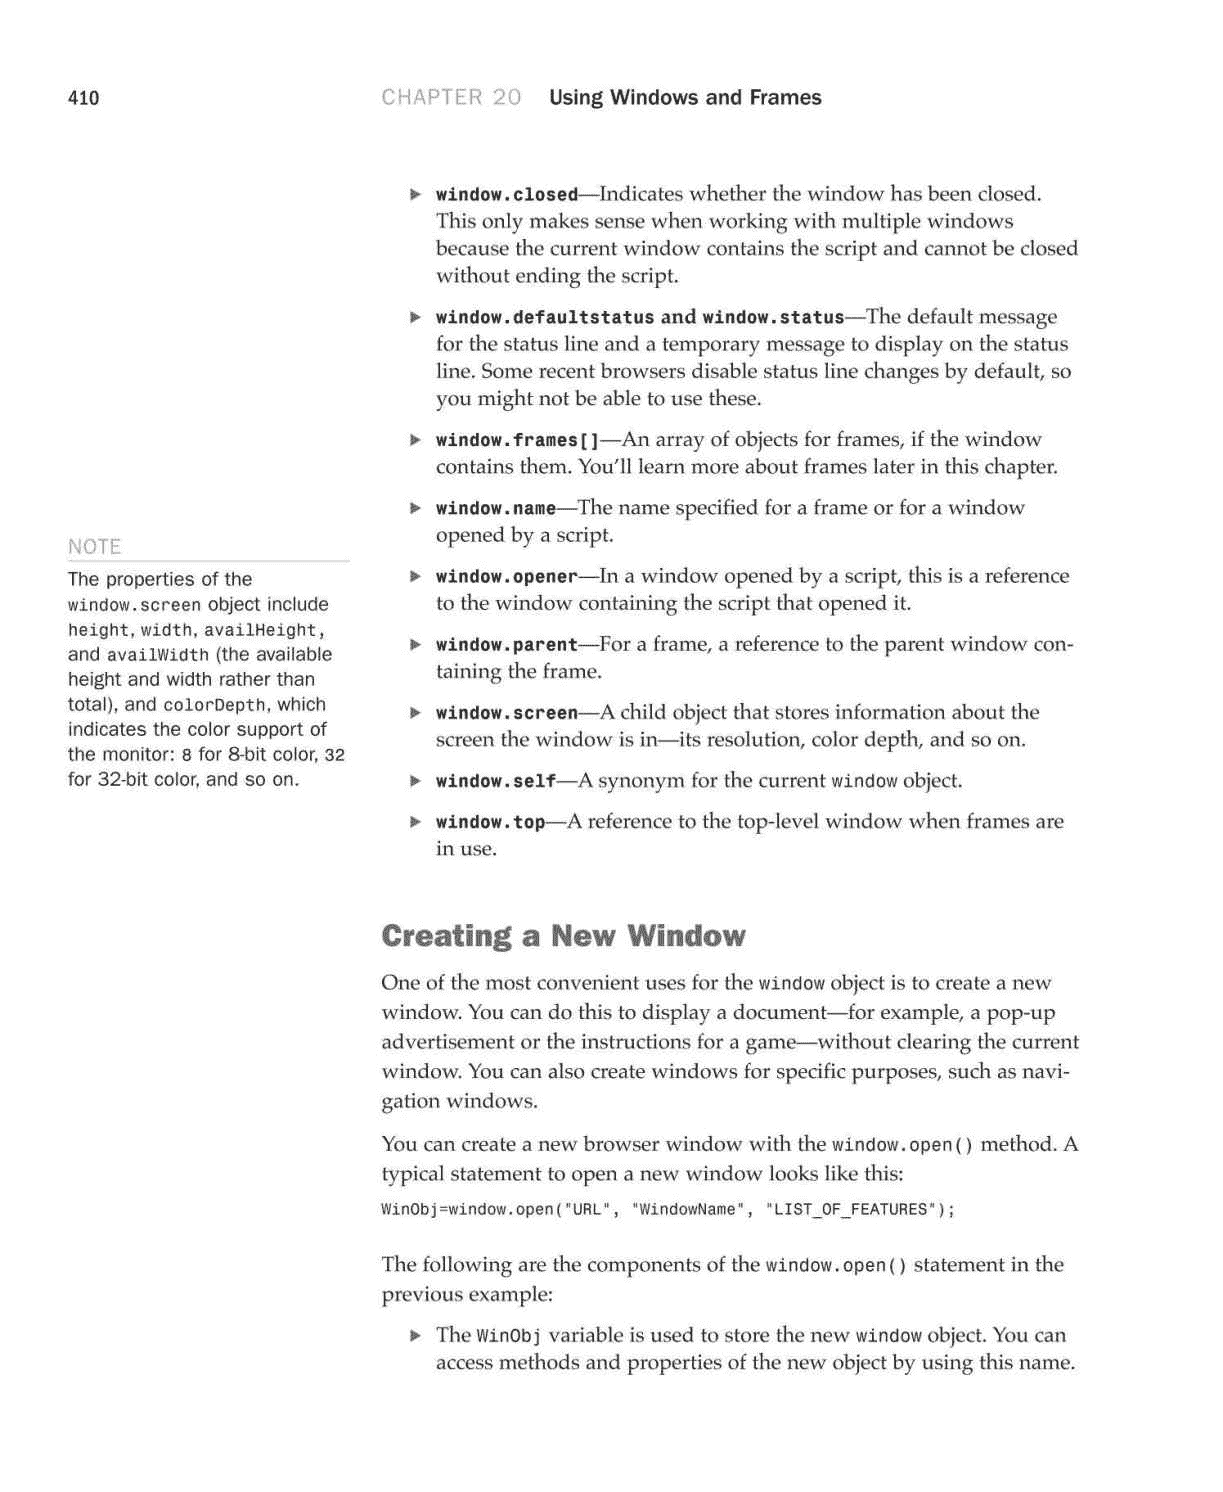 410
CHAPTER 20 Using Windows and Frames
▶ window.closed—Indicates whether the window has been closed.
This only makes sense when working with multiple windows
because the current window contains the script and cannot be closed
without ending the script.
▶ window.defaultstatus and window.status—The default message
for the status line and a temporary message to display on the status
line. Some recent browsers disable status line changes by default, so
you might not be able to use these.
▶ window.frames[]—An array of objects for frames, if the window
contains them. You'll learn more about frames later in this chapter.
▶ window.name—The name specified for a frame or for a window
opened by a script.
▶ window.opener—In a window opened by a script, this is a reference
to the window containing the script that opened it.
▶ window.parent—For a frame, a reference to the parent window con-
taining the frame.
▶ window.screen—A child object that stores information about the
screen the window is in—its resolution, color depth, and so on.
▶ window.self—A synonym for the current window object.
▶ window.top—A reference to the top-level window when frames are
in use.
NOTE
The properties of the
window.screen object include
height, width, availHeight,
and availWidth (the available
height and width rather than
total), and colorDepth, which
indicates the color support of
the monitor: 8 for 8-bit color, 32
for 32-bit color, and so on.
Creating a New Window
One of the most convenient uses for the window object is to create a new
window. You can do this to display a document—for example, a pop-up
advertisement or the instructions for a game—without clearing the current
window. You can also create windows for specific purposes, such as navi-
gation windows.
You can create a new browser window with the window.open() method. A
typical statement to open a new window looks like this:
WinObj=window.open("URL", "WindowName", "LIST_OF_FEATURES");
The following are the components of the window.open() statement in the
previous example:
▶ The WinObj variable is used to store the new window object. You can
access methods and properties of the new object by using this name.